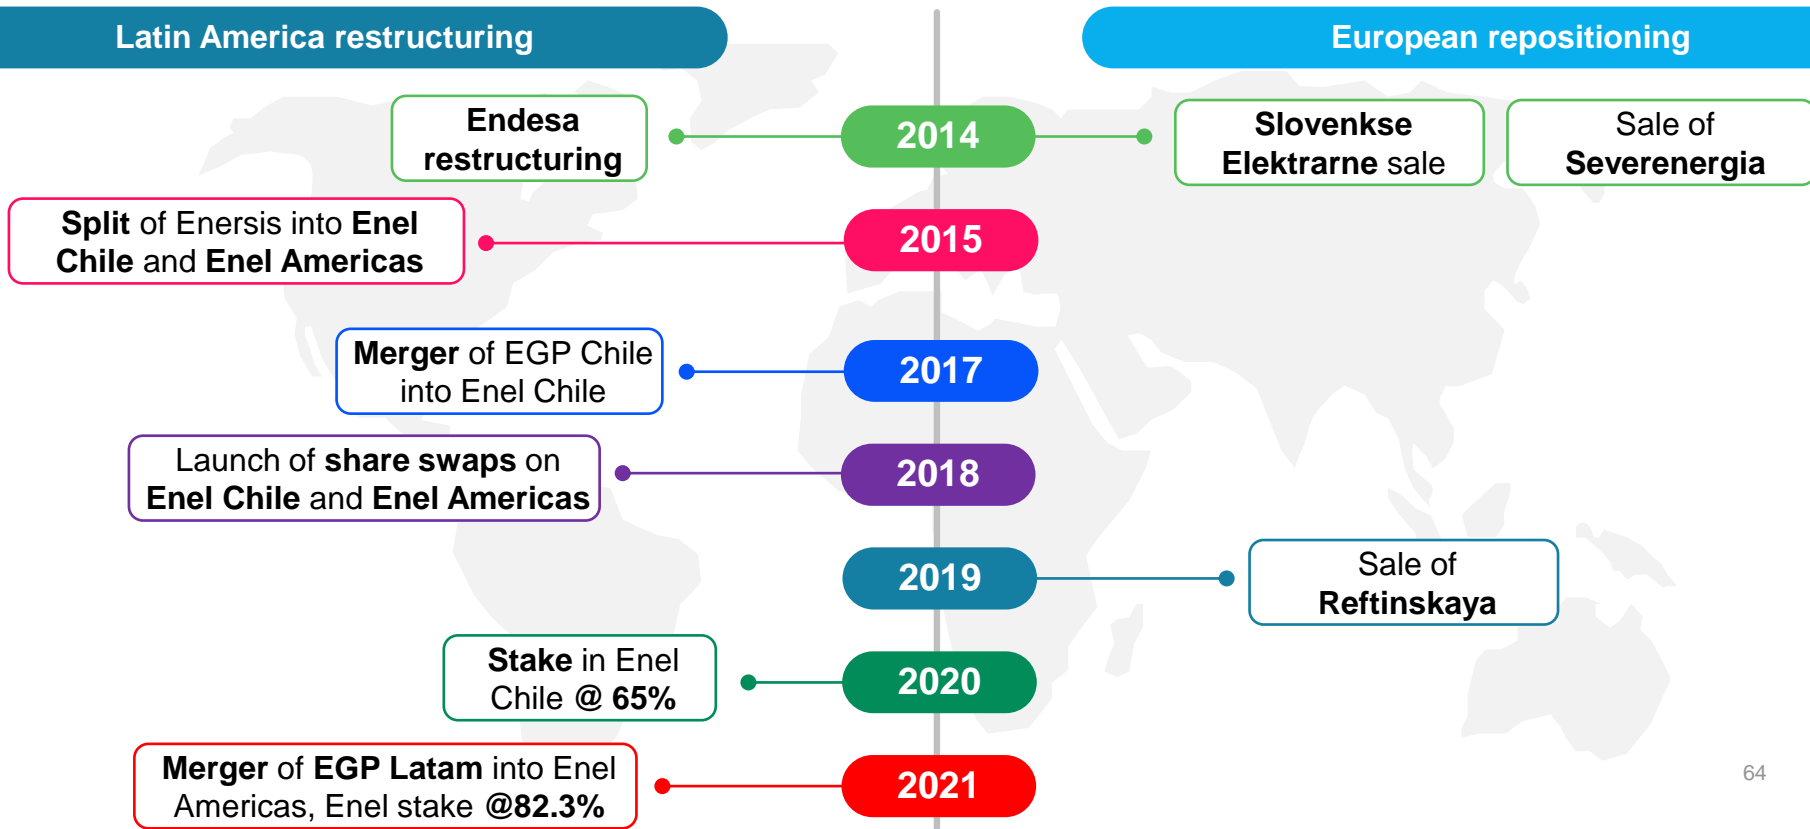 Latin America restructuring
European repositioning
Endesa
restructuring
2014
Slovenkse
Elektrarne sale
Sale of
Severenergia
Split of Enersis into Enel
Chile and Enel Americas
2015
Merger of EGP Chile
into Enel Chile
2017
Launch of share swaps on
Enel Chile and Enel Americas
2018
2019
Sale of
Reftinskaya
Stake in Enel
Chile @ 65%
2020
Merger of EGP Latam into Enel
Americas, Enel stake @82.3%
2021
64